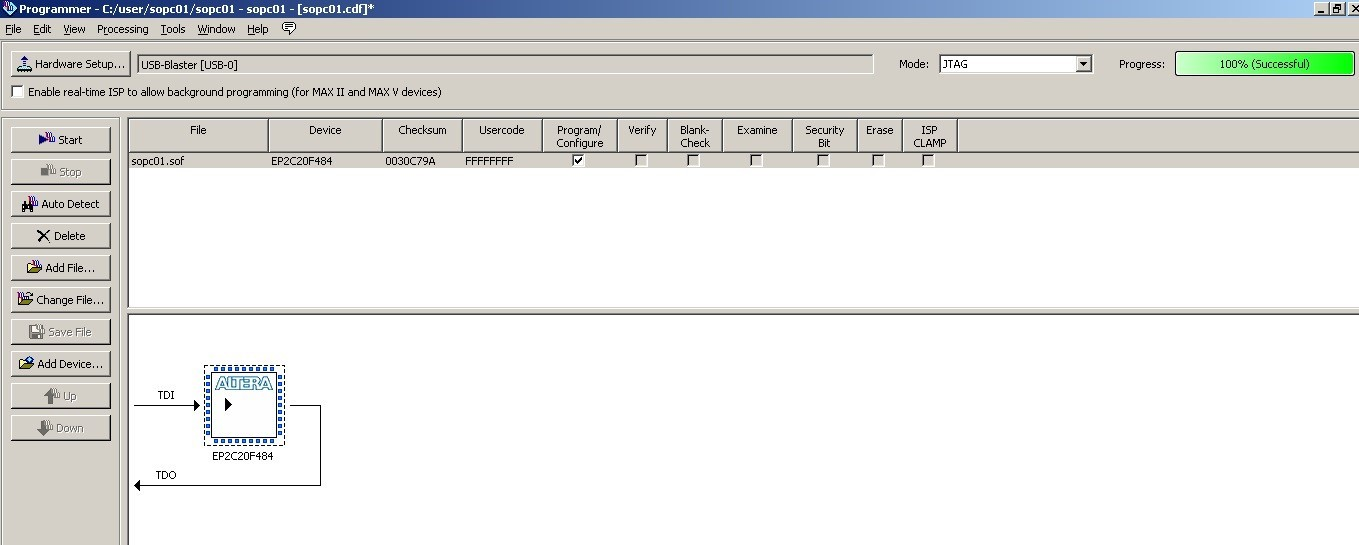 Programmer - C:/user/sopc01/sopc01 - sopc01 - [sopc01.cdf]*
File Edit View Processing Tools Window Help
Hardware Setup... USB-Blaster [USB-0] Mode: JTAG Progress: 100% (Successful)
Enable real-time ISP to allow background programming (for MAX II and MAX V devices)
Start
Stop
Auto Detect
Delete
Add File...
Change File...
Save File
Add Device...
Up
Down
File Device Checksum Usercode Program/ Verify Blank- Examine Security Erase ISP
Configure Check Bit CLAMP
sopc01.sof EP2C20F484 0030C79A FFFFFFFF
ALTERA
TDI
EP2C20F484
TDO